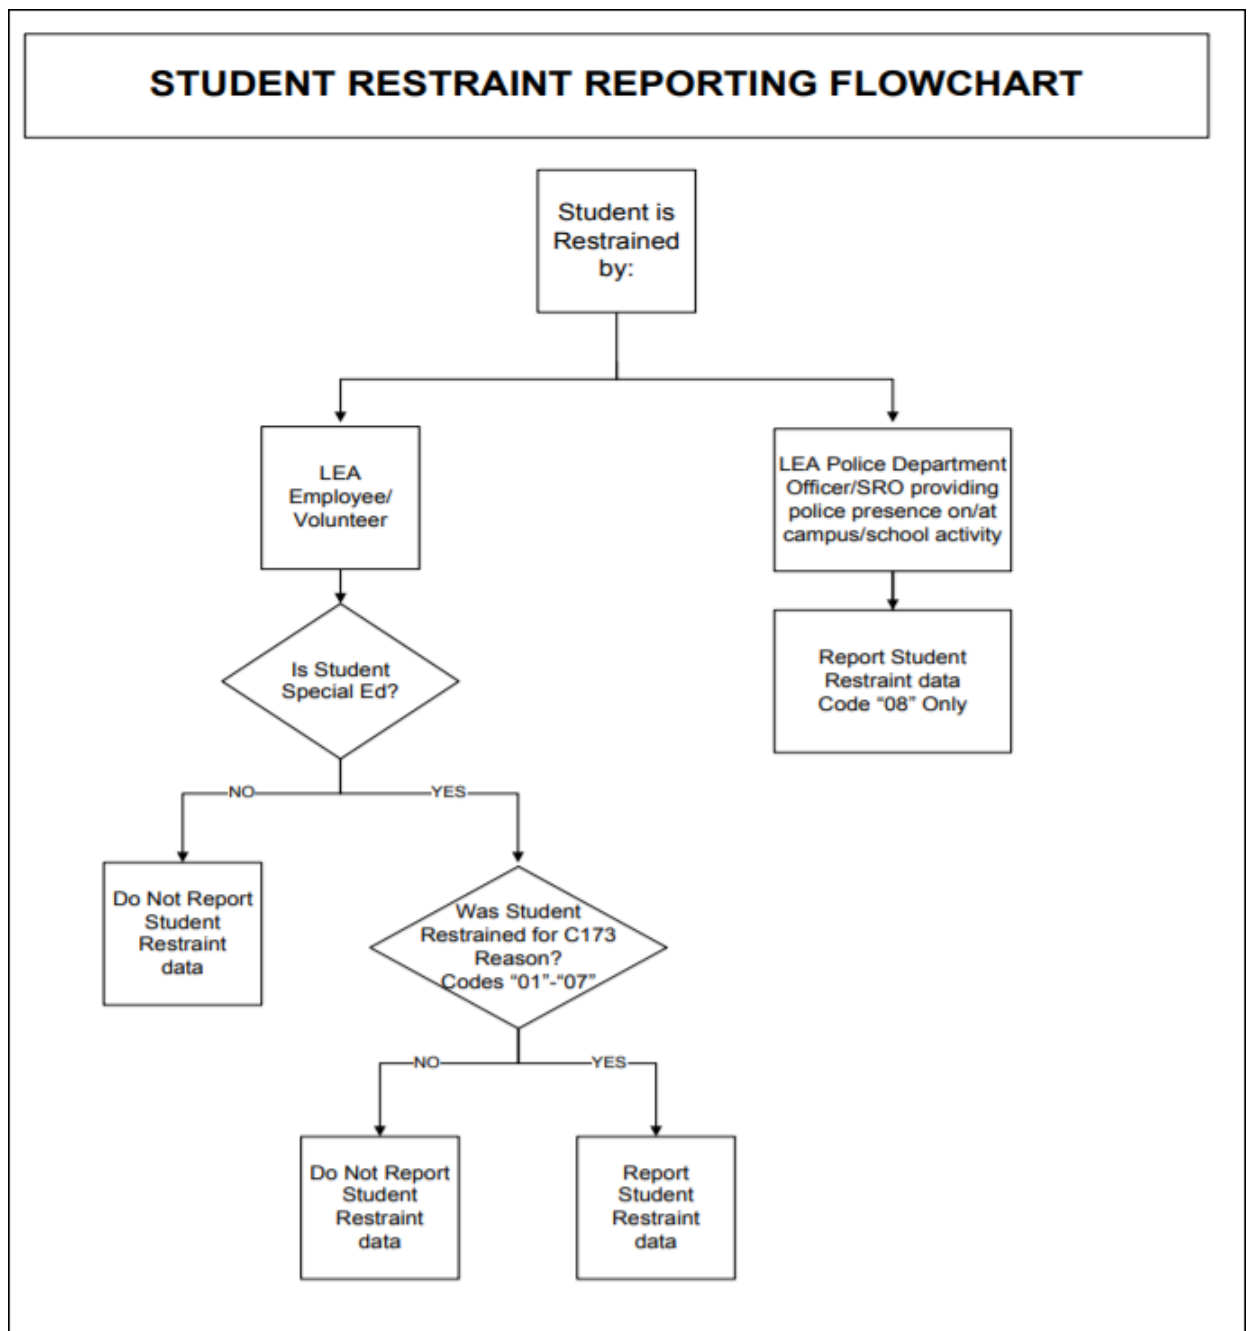 STUDENT RESTRAINT REPORTING FLOWCHART
Student is
Restrained
by:
LEA
Employee/
Volunteer
LEA Police Department
Officer/SRO providing
police presence on/at
campus/school activity
Is Student
Special Ed?
Report Student
Restraint data
Code “08” Only
NO
YES
Do Not Report
Student
Restraint
data
Was Student
Restrained for C173
Reason?
Codes “01”-“07”
NO
YES
Do Not Report
Student
Restraint
data
Report
Student
Restraint
data